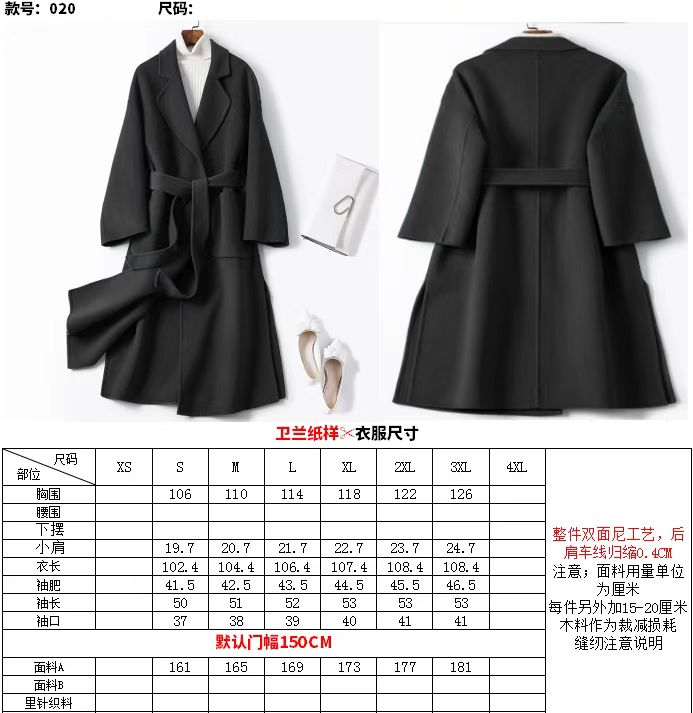 款号：020 尺码：
卫兰纸样✂衣服尺寸
尺码
部位 XS S M L XL 2XL 3XL 4XL
胸围 106 110 114 118 122 126
腰围
下摆
小肩 19.7 20.7 21.7 22.7 23.7 24.7
衣长 102.4 104.4 106.4 107.4 108.4 108.4
袖肥 41.5 42.5 43.5 44.5 45.5 46.5
袖长 50 51 52 53 53 53
袖口 37 38 39 40 41 41
默认门幅150CM
面料A 161 165 169 173 177 181
面料B
里针织料
整件双面尼工艺，后
肩车线归缩0.4CM
注意；面料用量单位
为厘米
每件另外加15-20厘米
木料作为裁减损耗
缝纫注意说明